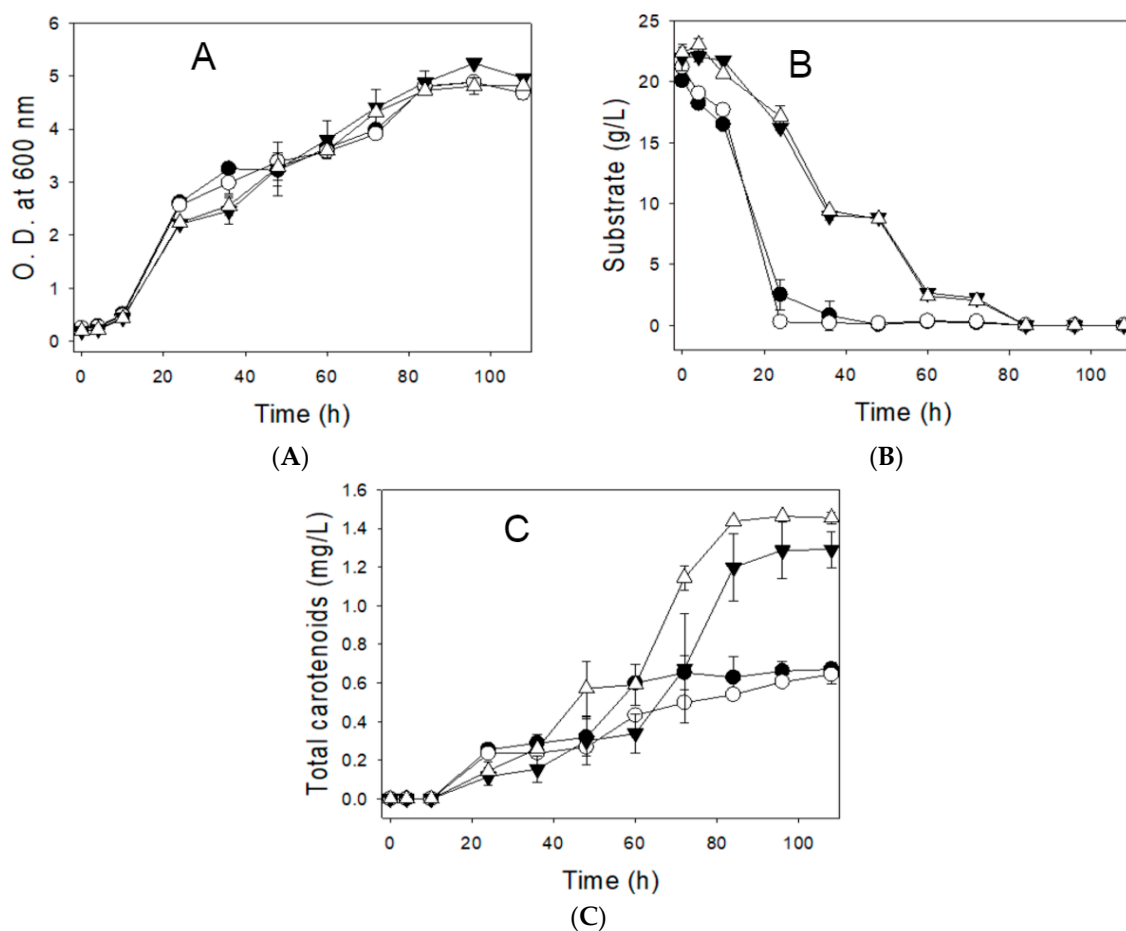 A
O. D. at 600 nm
6
5
4
3
2
1
0
0 20 40 60 80 100
Time (h)
(A)
B
Substrate (g/L)
25
20
15
10
5
0
0 20 40 60 80 100
Time (h)
(B)
C
Total carotenoids (mg/L)
1.6
1.4
1.2
1.0
0.8
0.6
0.4
0.2
0.0
0 20 40 60 80 100
Time (h)
(C)